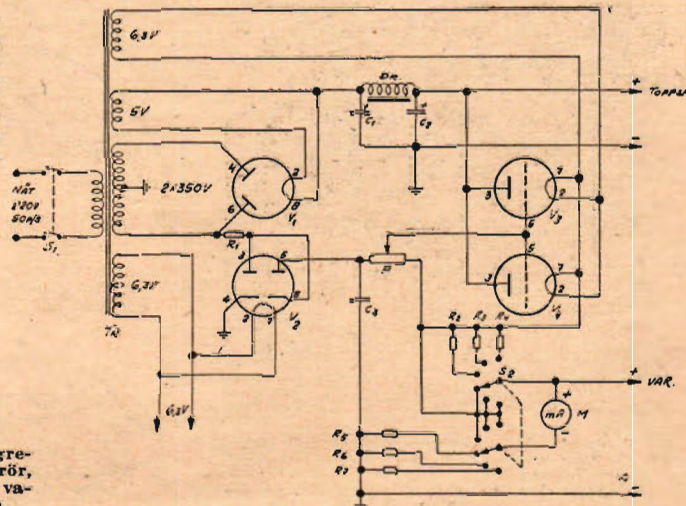 6,3V
TOPPSP
5V
DR.
C1
C2
4
2
8
V1
6
2×350V
NÄT
220V
50P/S
S1
R1
3
7
2
V3
6
5
3
7
2
V4
P
3
5
4
8
2
7
V2
6,3V
C3
TR
R2
R3
R4
S2
VAR.
mA
M
6,3V
R5
R6
R7
gre-
rör,
va-